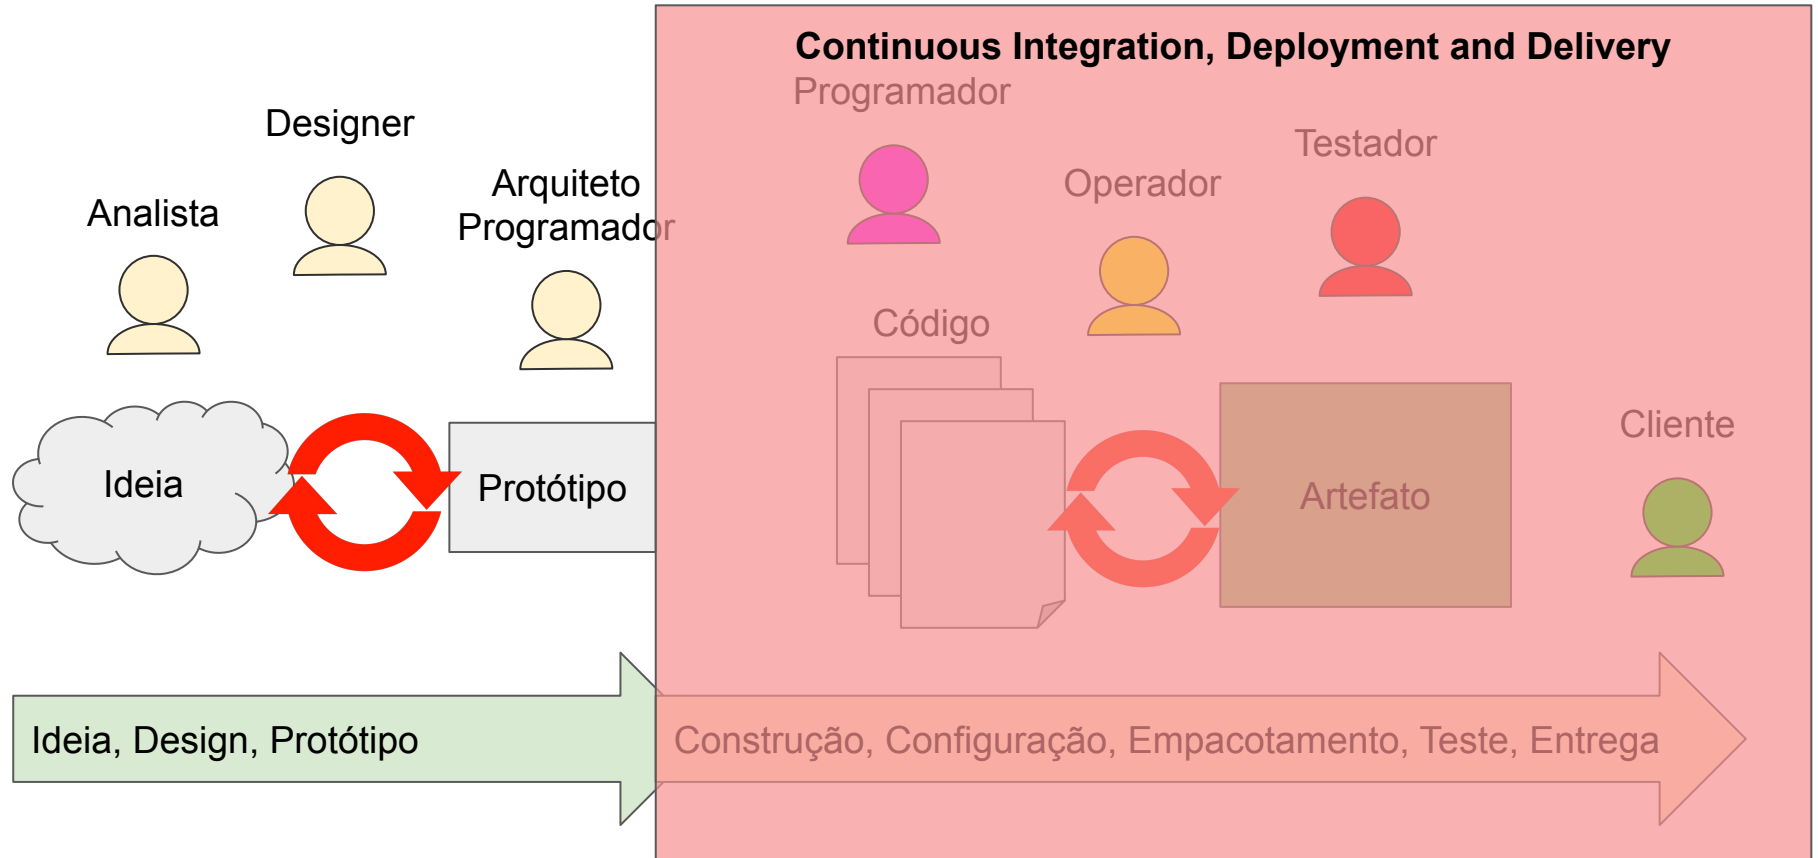 Continuous Integration, Deployment and Delivery
Programador
Designer
Testador
Arquiteto
Programador
Operador
Analista
Código
Cliente
Ideia
Protótipo
Artefato
Ideia, Design, Protótipo
Construção, Configuração, Empacotamento, Teste, Entrega